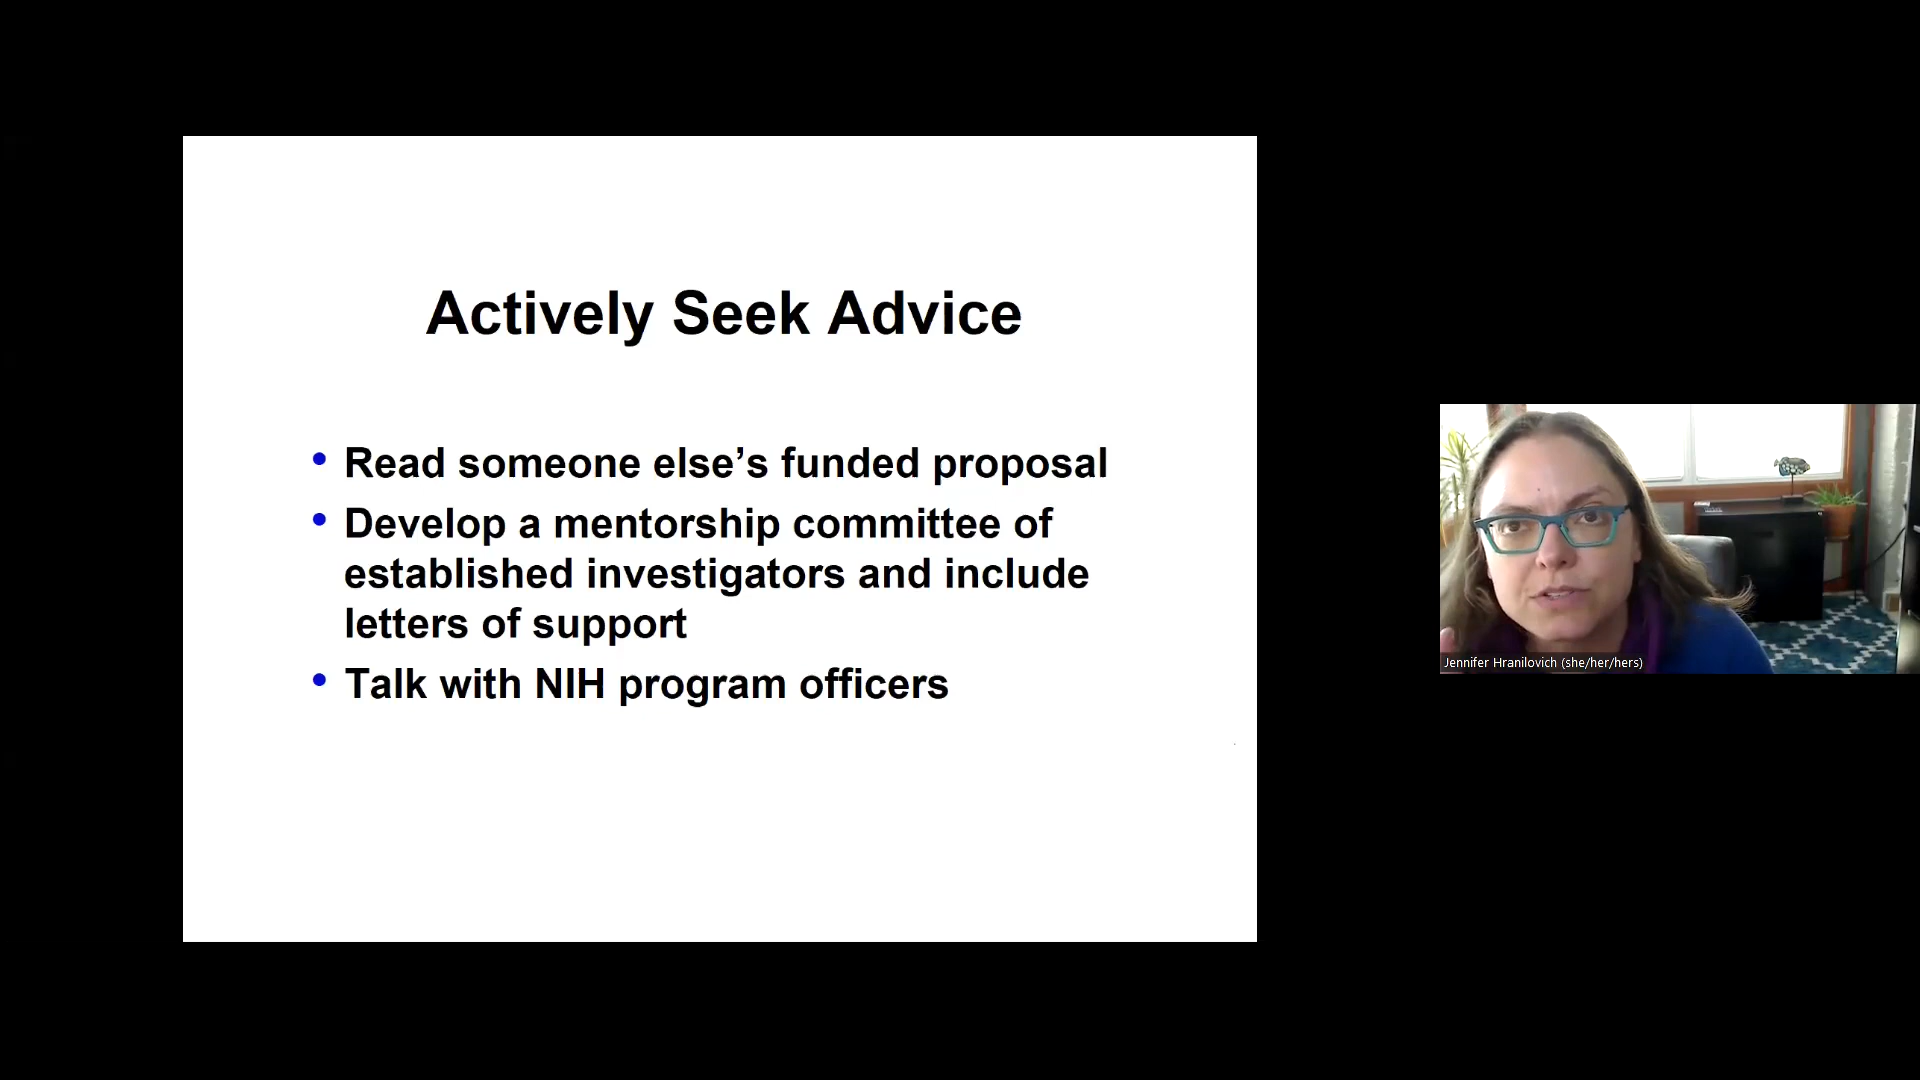 Actively Seek Advice
• Read someone else’s funded proposal
• Develop a mentorship committee of
established investigators and include
letters of support
• Talk with NIH program officers
Jennifer Hranilovich (she/her/hers)